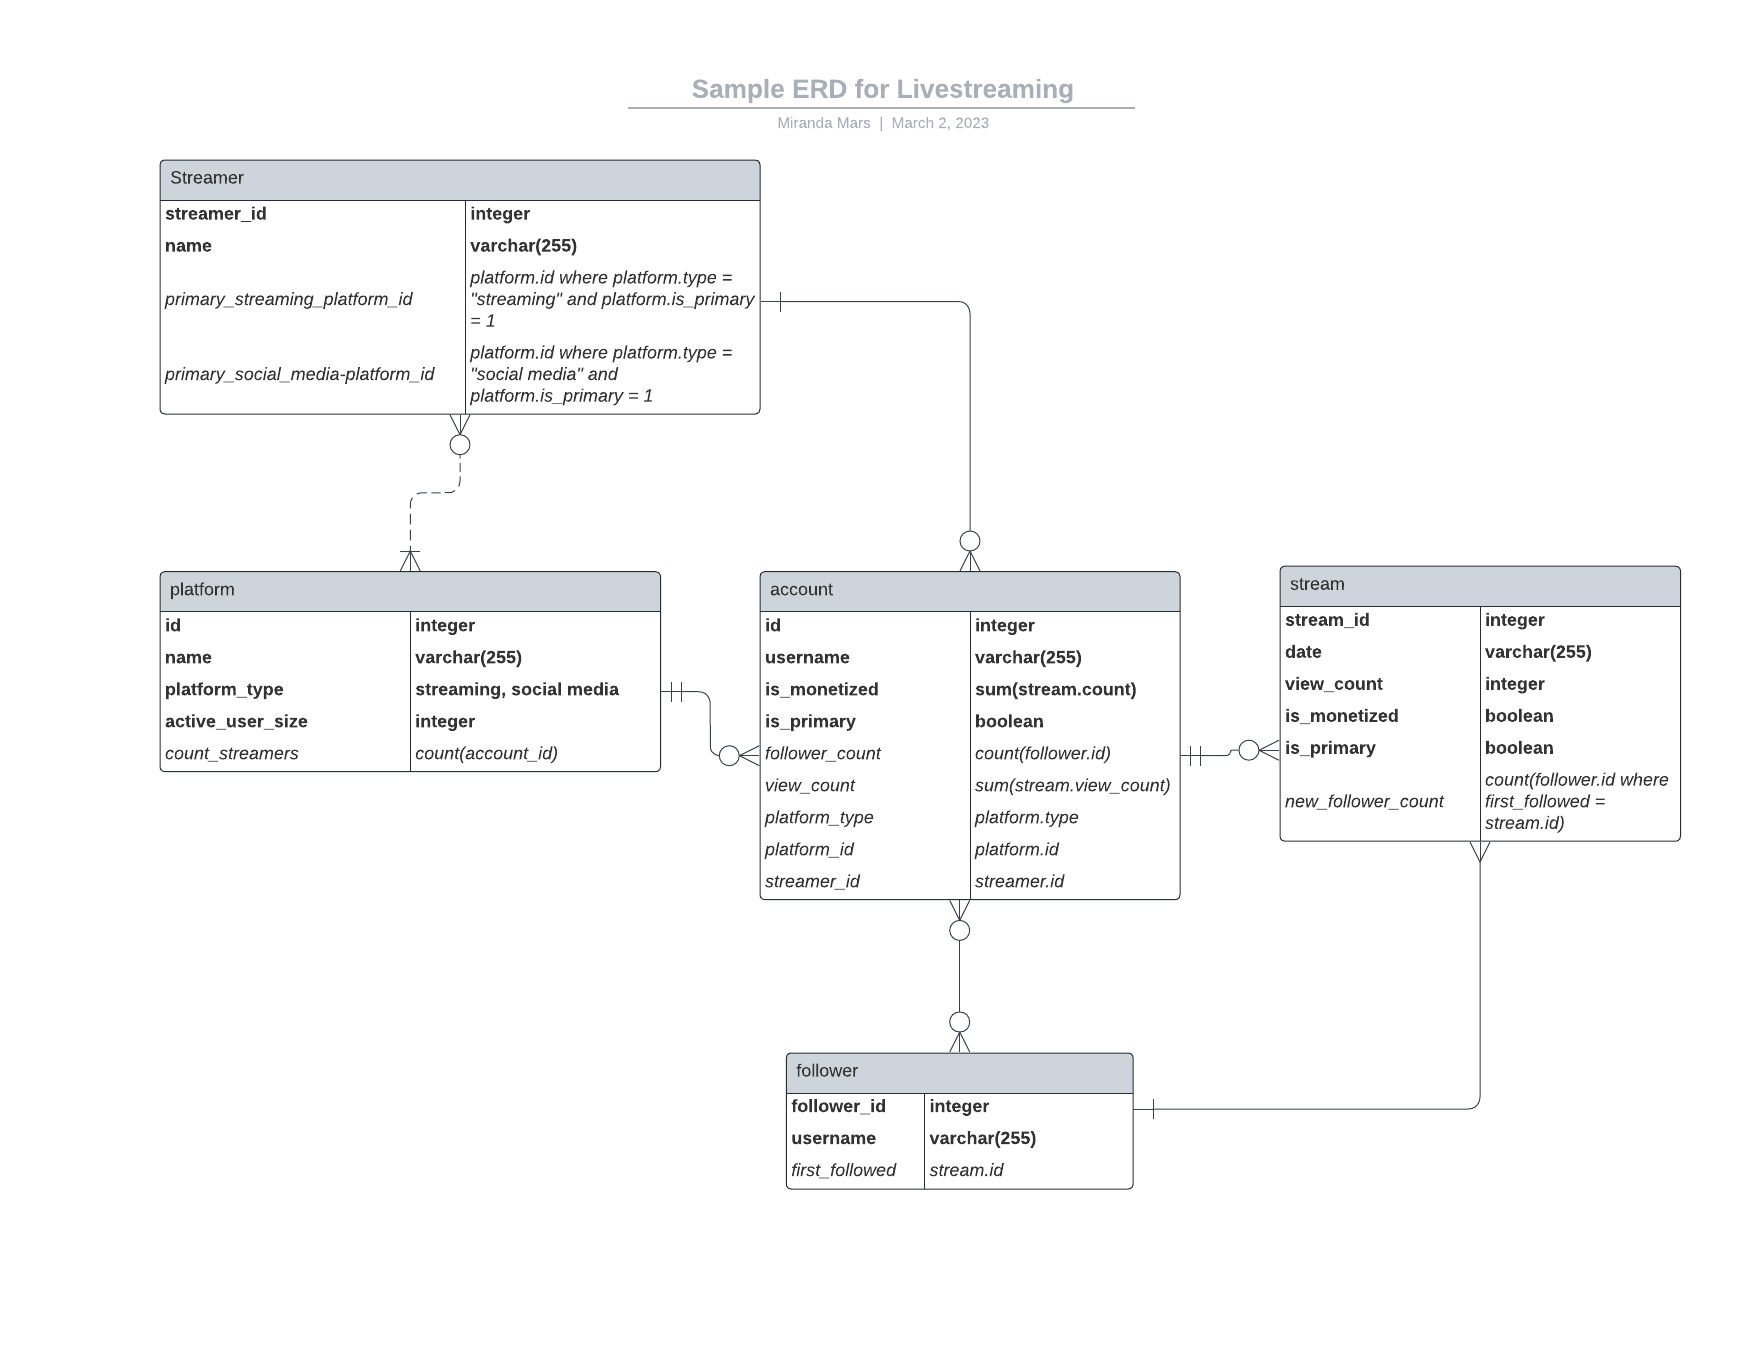 Sample ERD for Livestreaming
Miranda Mars | March 2, 2023
Streamer
streamer_id integer
name varchar(255)
primary_streaming_platform_id platform.id where platform.type =
"streaming" and platform.is_primary
= 1
primary_social_media-platform_id platform.id where platform.type =
"social media" and
platform.is_primary = 1
platform
id integer
name varchar(255)
platform_type streaming, social media
active_user_size integer
count_streamers count(account_id)
account
id integer
username varchar(255)
is_monetized sum(stream.count)
is_primary boolean
follower_count count(follower.id)
view_count sum(stream.view_count)
platform_type platform.type
platform_id platform.id
streamer_id streamer.id
stream
stream_id integer
date varchar(255)
view_count integer
is_monetized boolean
is_primary boolean
new_follower_count count(follower.id where
first_followed =
stream.id)
follower
follower_id integer
username varchar(255)
first_followed stream.id